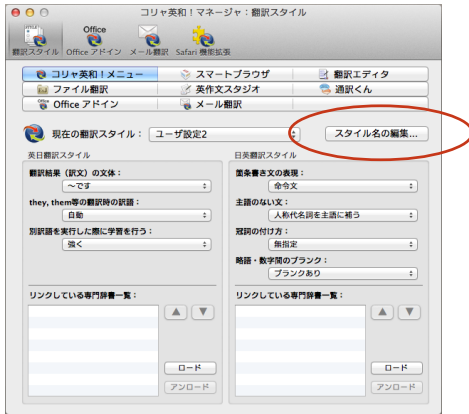 コリャ英和！マネージャ：翻訳スタイル
Office
翻訳スタイル Office アドイン メール翻訳 Safari 機能拡張
コリャ英和！メニュー スマートブラウザ 翻訳エディタ
ファイル翻訳 英作文スタジオ 通訳くん
Office アドイン メール翻訳
現在の翻訳スタイル： ユーザ設定2 スタイル名の編集...
英日翻訳スタイル
翻訳結果（訳文）の文体：
〜です
they, them等の翻訳時の訳語：
自動
別訳語を実行した際に学習を行う：
強く
リンクしている専門辞書一覧：
ロード
アンロード
日英翻訳スタイル
箇条書き文の表現：
命令文
主語のない文：
人称代名詞を主語に補う
冠詞の付け方：
無指定
略語・数字間のブランク：
ブランクあり
リンクしている専門辞書一覧：
ロード
アンロード